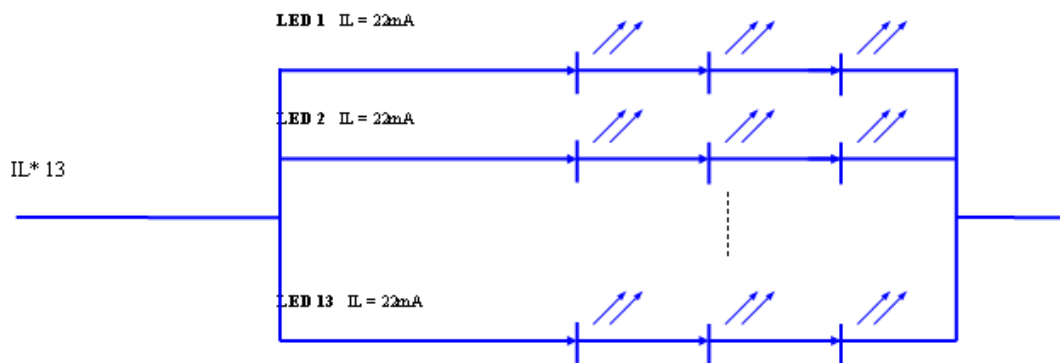 LED 1 IL = 22mA
LED 2 IL = 22mA
IL* 13
LED 13 IL = 22mA